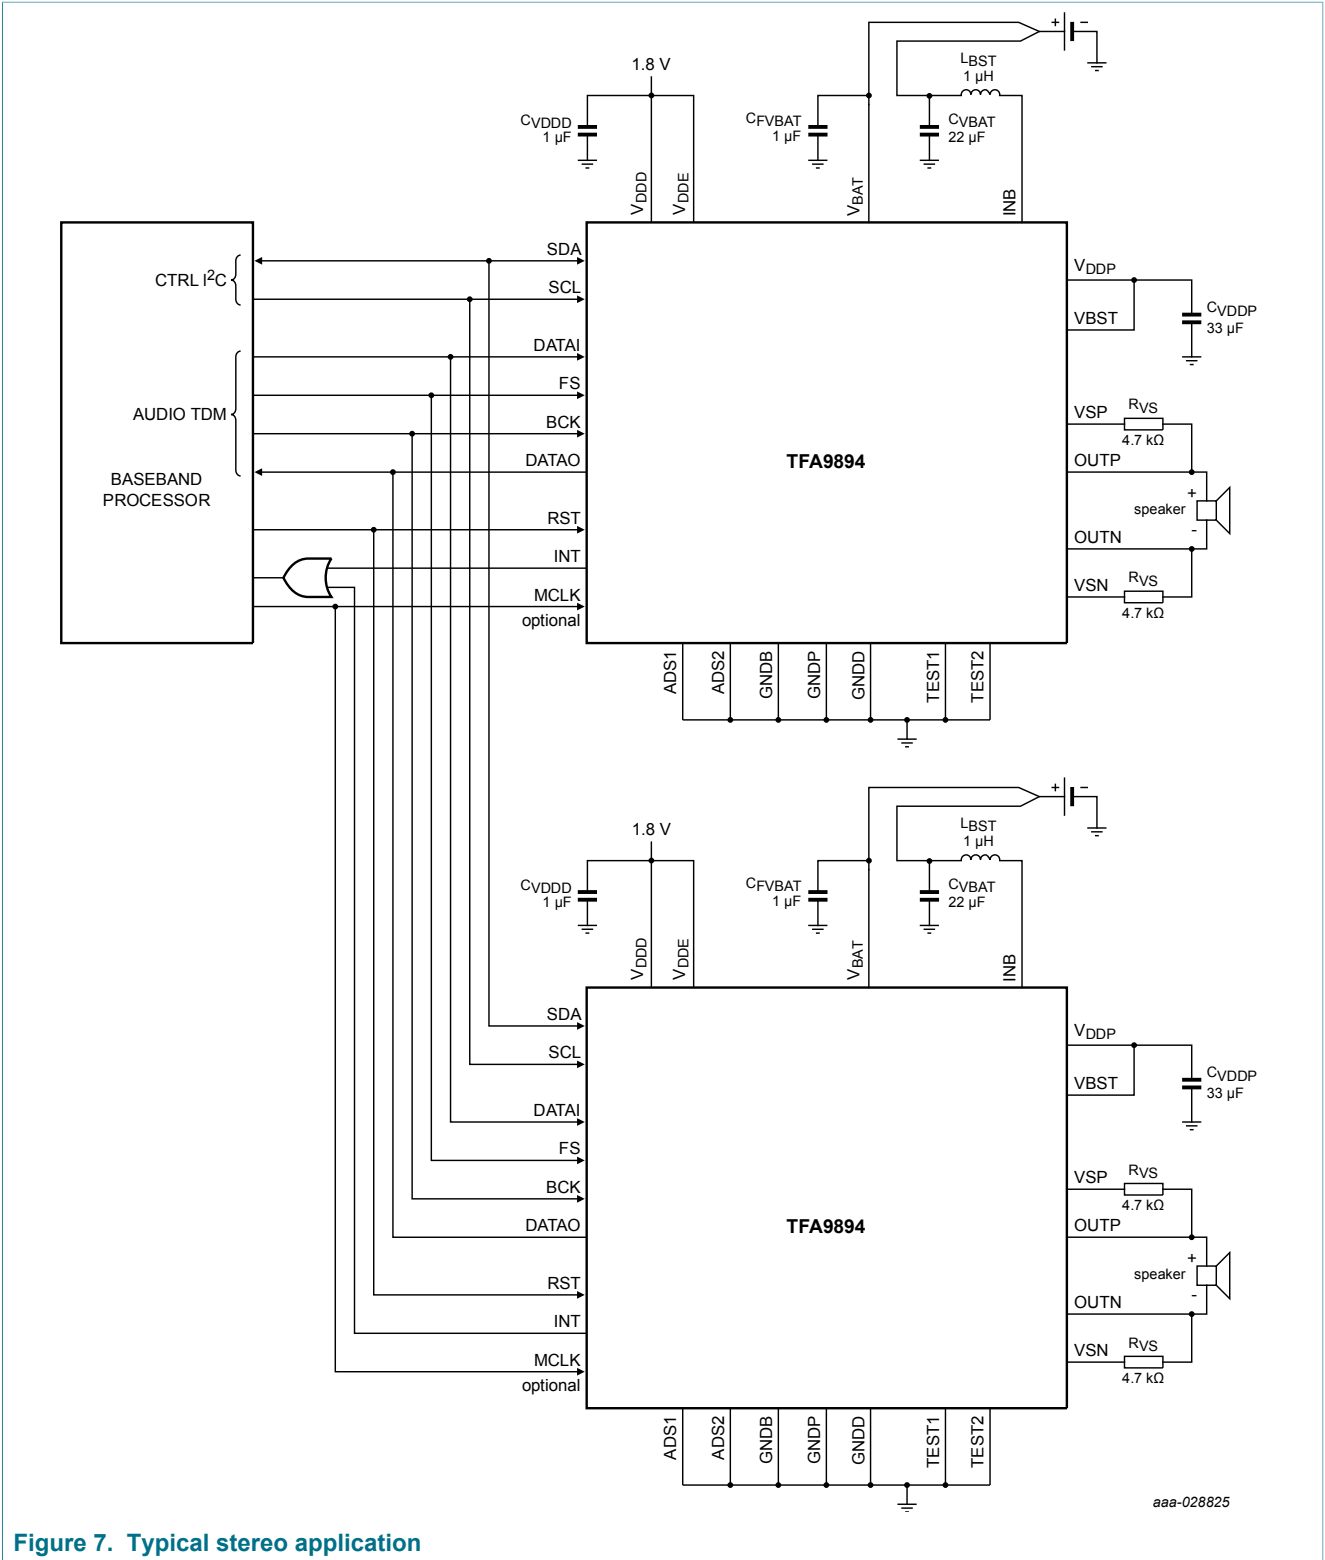 1.8 V
LBST
1 µH
CVDDD
1 µF
CFVBAT
1 µF
CVBAT
22 µF
VDDD
VDDE
VBAT
INB
CTRL I2C
AUDIO TDM
BASEBAND
PROCESSOR
SDA
SCL
DATAI
FS
BCK
DATAO
RST
INT
MCLK
optional
TFA9894
VDDP
VBST
CVDDP
33 µF
VSP
RVS
4.7 kΩ
OUTP
+
speaker
-
OUTN
VSN
RVS
4.7 kΩ
ADS1
ADS2
GNDB
GNDP
GNDD
TEST1
TEST2
+ -
1.8 V
LBST
1 µH
CVDDD
1 µF
CFVBAT
1 µF
CVBAT
22 µF
VDDD
VDDE
VBAT
INB
+ -
SDA
SCL
DATAI
FS
BCK
DATAO
RST
INT
MCLK
optional
TFA9894
VDDP
VBST
CVDDP
33 µF
VSP
RVS
4.7 kΩ
OUTP
+
speaker
-
OUTN
VSN
RVS
4.7 kΩ
ADS1
ADS2
GNDB
GNDP
GNDD
TEST1
TEST2
aaa-028825
Figure 7. Typical stereo application